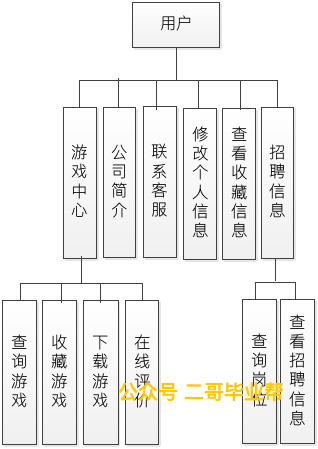 用户
游戏中心
公司简介
联系客服
修改个人信息
查看收藏信息
招聘信息
查询游戏
收藏游戏
下载游戏
在线评价
查询岗位
查看招聘信息
公众号 二哥毕业帮